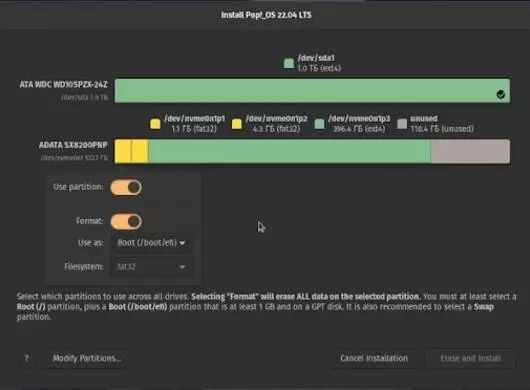 Install Pop!_OS 22.04 LTS
/dev/sda1
1.0 ТБ (ext4)
ATA WDC WD10SPZX-24Z
/dev/sda 1.0 ТБ
/dev/nvme0n1p1
1.1 ГБ (fat32)
/dev/nvme0n1p2
4.3 ГБ (fat32)
/dev/nvme0n1p3
396.4 ГБ (ext4)
unused
110.4 ГБ (unused)
ADATA SX8200PNP
/dev/nvme0n1 512.1 ГБ
Use partition:
Format:
Use as: Boot (/boot/efi)
Filesystem: fat32
Select which partitions to use across all drives. Selecting "Format" will erase ALL data on the selected partition. You must at least select a
Root (/) partition, plus a Boot (/boot/efi) partition that is at least 1 GB and on a GPT disk. It is also recommended to select a Swap
partition.
? Modify Partitions... Cancel Installation Erase and Install